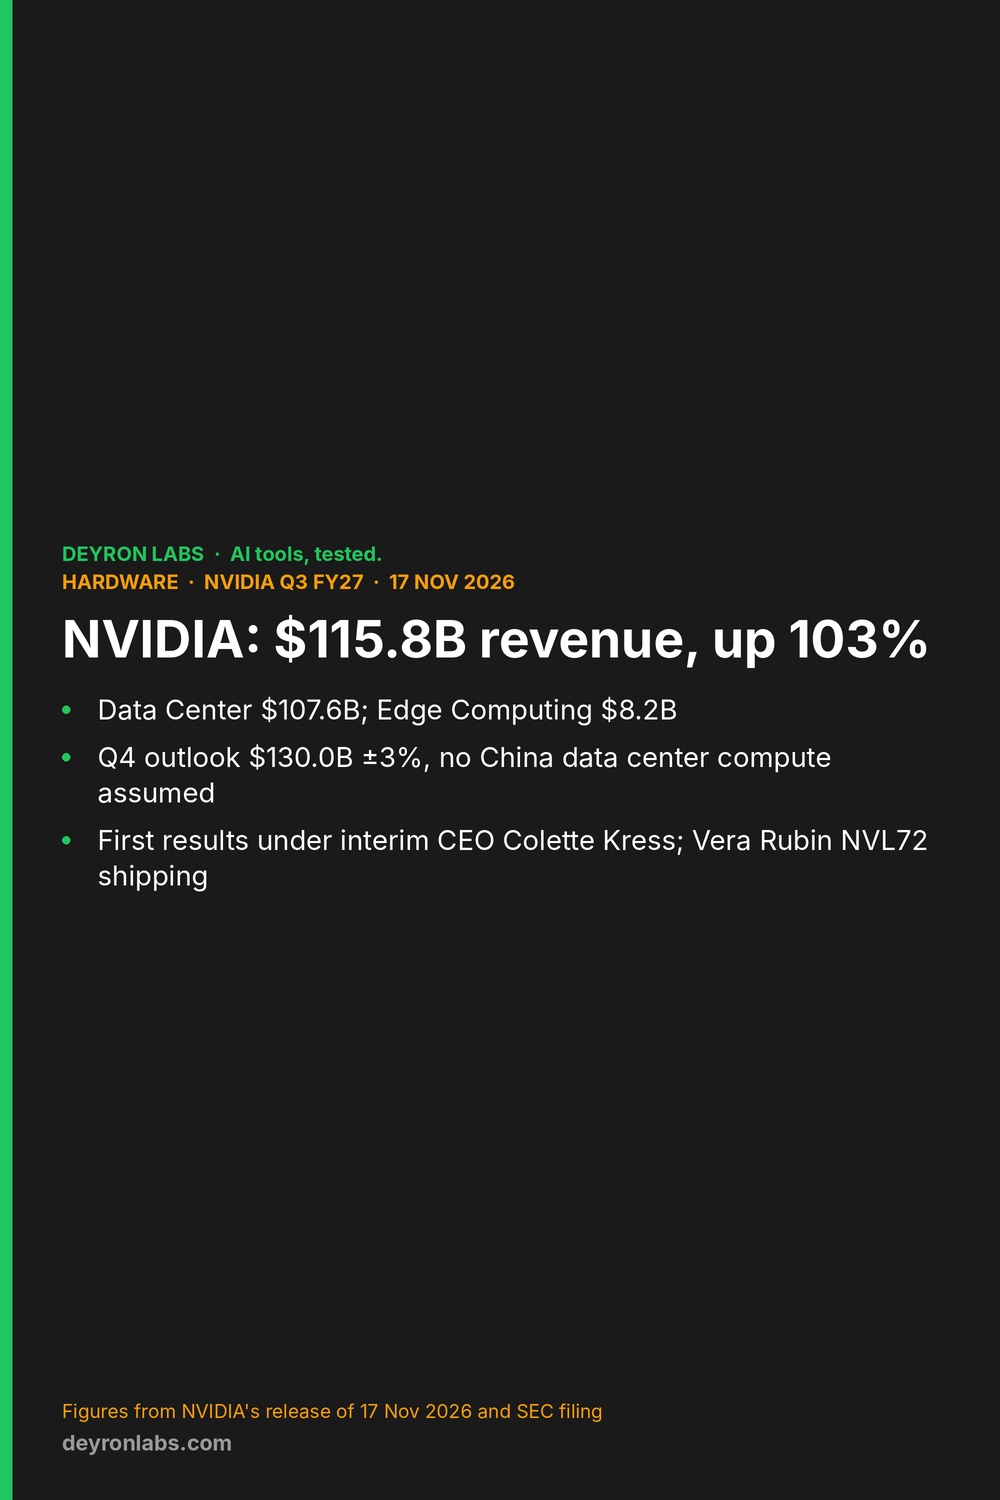 DEYRON LABS · AI tools, tested.
HARDWARE · NVIDIA Q3 FY27 · 17 NOV 2026
NVIDIA: $115.8B revenue, up 103%
• Data Center $107.6B; Edge Computing $8.2B
• Q4 outlook $130.0B ±3%, no China data center compute
assumed
• First results under interim CEO Colette Kress; Vera Rubin NVL72
shipping
Figures from NVIDIA's release of 17 Nov 2026 and SEC filing
deyronlabs.com